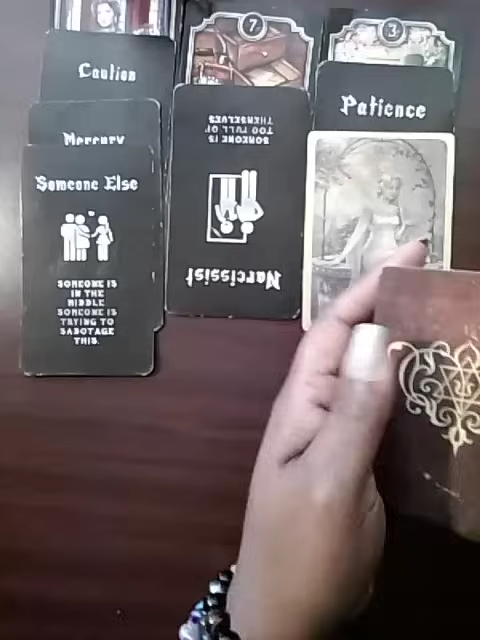 7
3
Caution
Patience
Mercury
Someone Else
SOMEONE IS
IN THE
MIDDLE.
SOMEONE IS
TRYING TO
SABOTAGE
THIS.
Narcissist
SOMEONE IS
TOO FULL OF
THEMSELVES